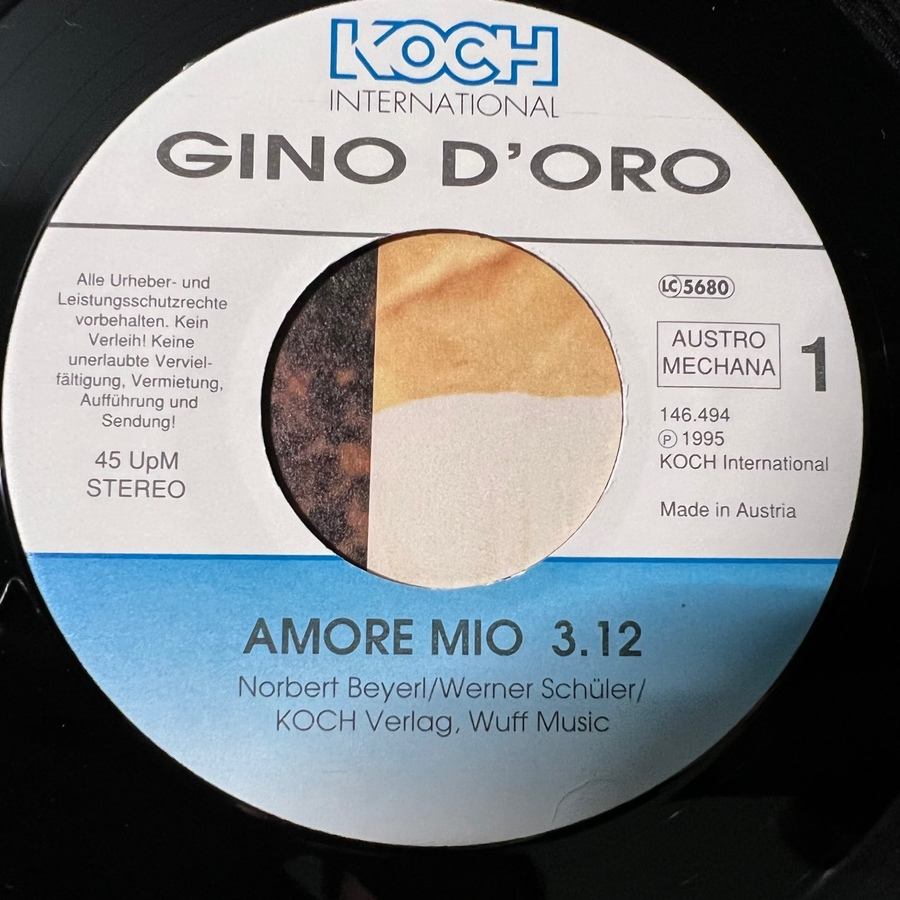 KOCH
INTERNATIONAL
GINO D'ORO
Alle Urheber- und
Leistungsschutzrechte
vorbehalten. Kein
Verleih! Keine
unerlaubte Verviel-
fältigung, Vermietung,
Aufführung und
Sendung!
45 UpM
STEREO
LC 5680
AUSTRO
MECHANA
1
146.494
Ⓟ 1995
KOCH International
Made in Austria
AMORE MIO 3.12
Norbert Beyerl/Werner Schüler/
KOCH Verlag, Wuff Music